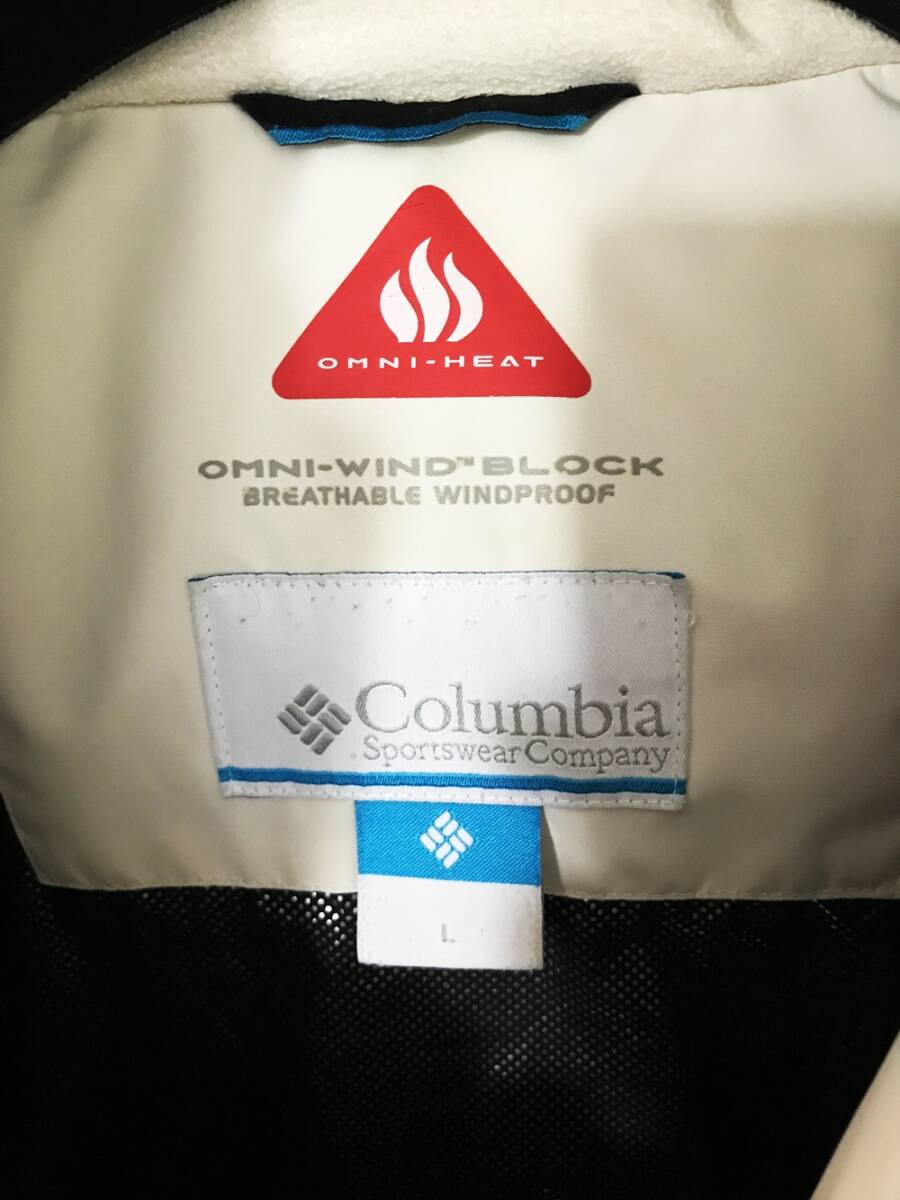 OMNI-HEAT
OMNI-WIND™ BLOCK
BREATHABLE WINDPROOF
Columbia
Sportswear Company
L